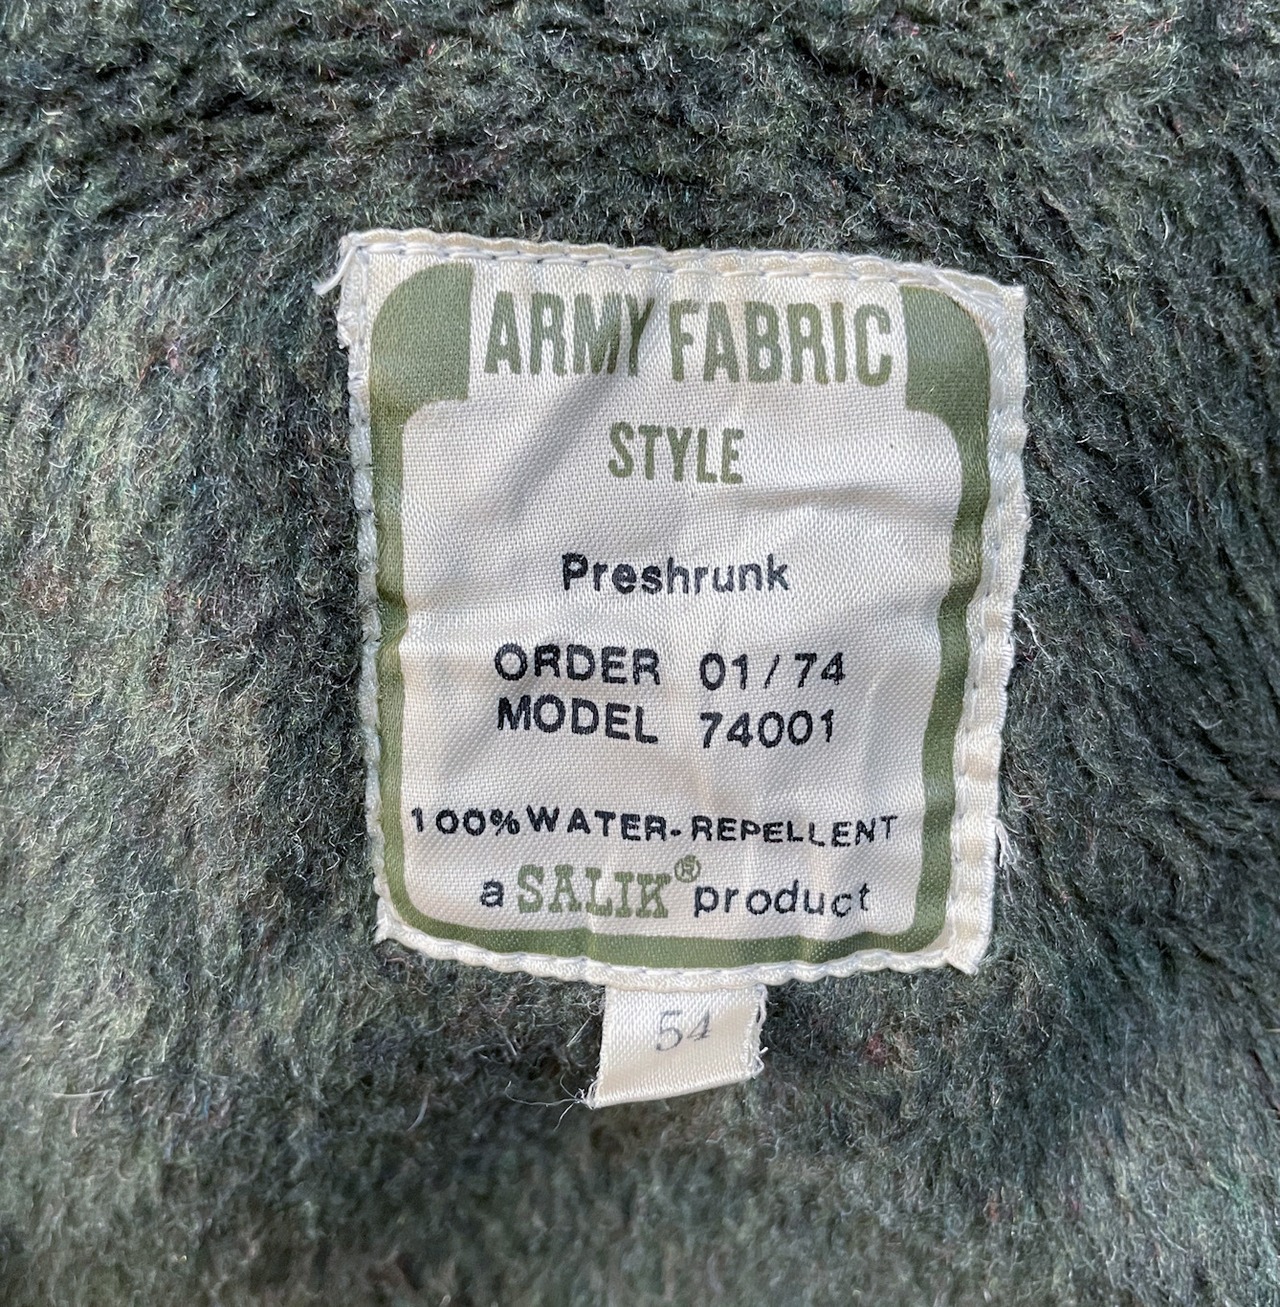 ARMY FABRIC
STYLE
Preshrunk
ORDER 01/74
MODEL 74001
100% WATER-REPELLENT
a SALIK® product
54